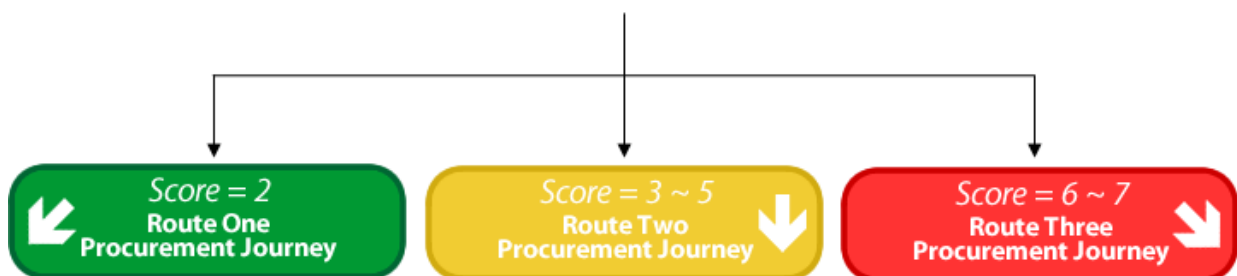 Score = 2
Route One
Procurement Journey
Score = 3 ~ 5
Route Two
Procurement Journey
Score = 6 ~ 7
Route Three
Procurement Journey